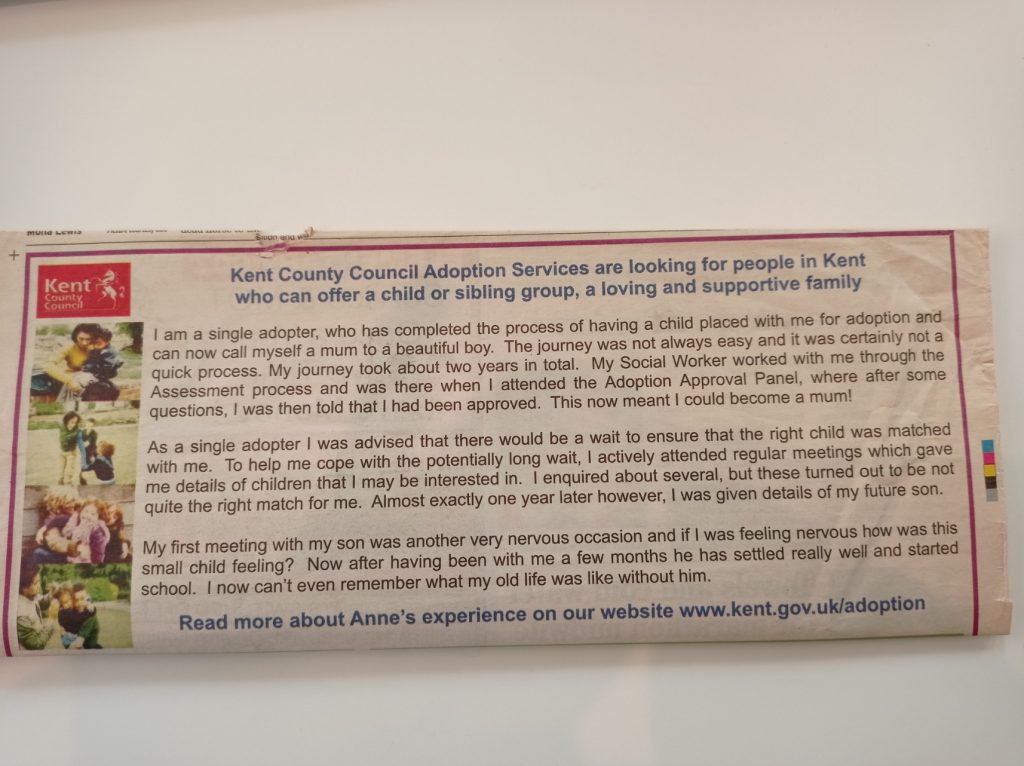 Mona Lewis
Kent County Council Adoption Services are looking for people in Kent
who can offer a child or sibling group, a loving and supportive family
Kent
County
Council
I am a single adopter, who has completed the process of having a child placed with me for adoption and
can now call myself a mum to a beautiful boy. The journey was not always easy and it was certainly not a
quick process. My journey took about two years in total. My Social Worker worked with me through the
Assessment process and was there when I attended the Adoption Approval Panel, where after some
questions, I was then told that I had been approved. This now meant I could become a mum!
As a single adopter I was advised that there would be a wait to ensure that the right child was matched
with me. To help me cope with the potentially long wait, I actively attended regular meetings which gave
me details of children that I may be interested in. I enquired about several, but these turned out to be not
quite the right match for me. Almost exactly one year later however, I was given details of my future son.
My first meeting with my son was another very nervous occasion and if I was feeling nervous how was this
small child feeling? Now after having been with me a few months he has settled really well and started
school. I now can't even remember what my old life was like without him.
Read more about Anne's experience on our website www.kent.gov.uk/adoption